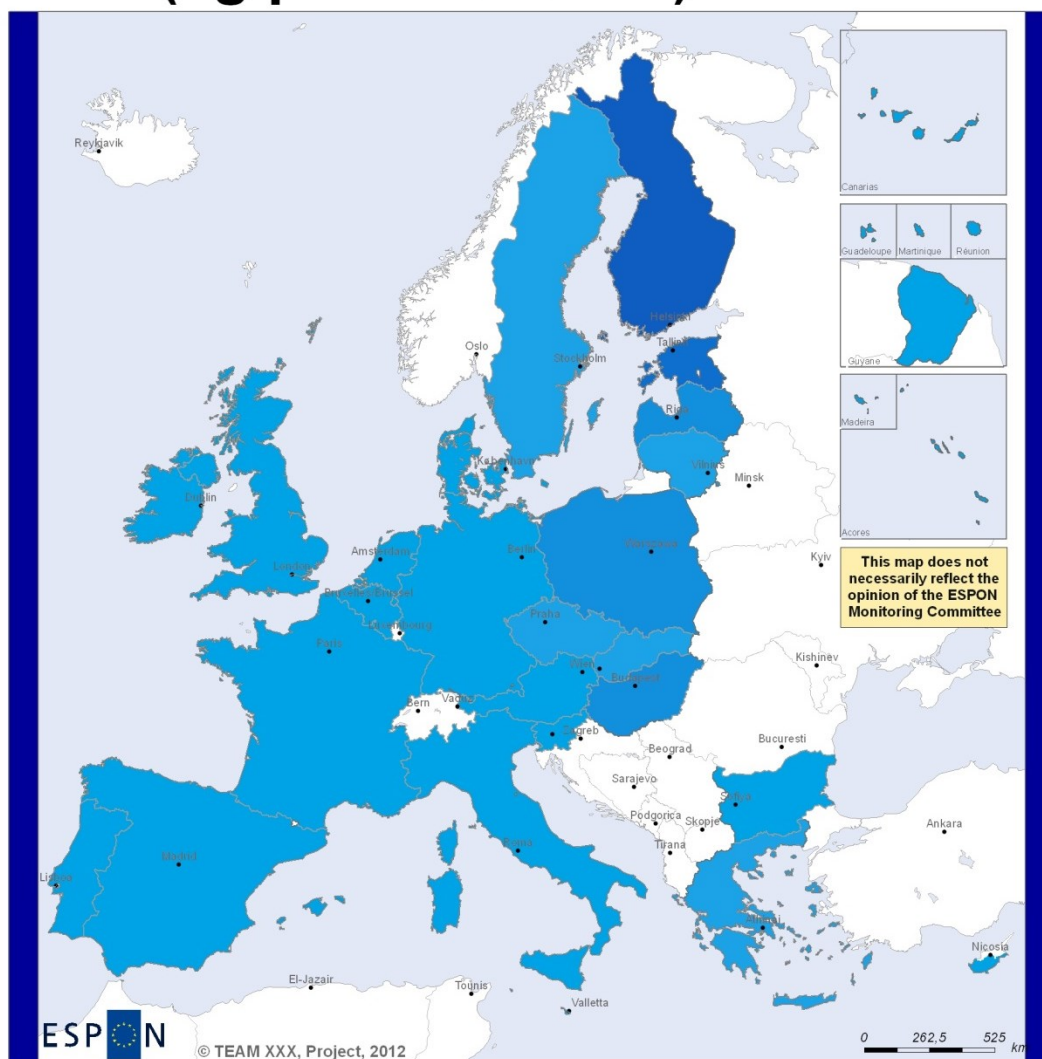 Reykjavik
Canarias
Guadeloupe
Martinique
Réunion
Guyane
Helsinki
Oslo
Tallinn
Stockholm
Madeira
Riga
København
Vilnius
Minsk
Dublin
Acores
Amsterdam
Berlin
Warszawa
Kyiv
This map does not
necessarily reflect the
opinion of the ESPON
Monitoring Committee
London
Praha
Paris
Kishinev
Budapest
Bern
Vaduz
Zagreb
Bucuresti
Beograd
Sarajevo
Sofiya
Podgorica
Skopje
Ankara
Tirana
Roma
Madrid
Lisboa
Athinai
Nicosia
El-Jazair
Tounis
Valletta
ESPON
© TEAM XXX, Project, 2012
0 262,5 525
km